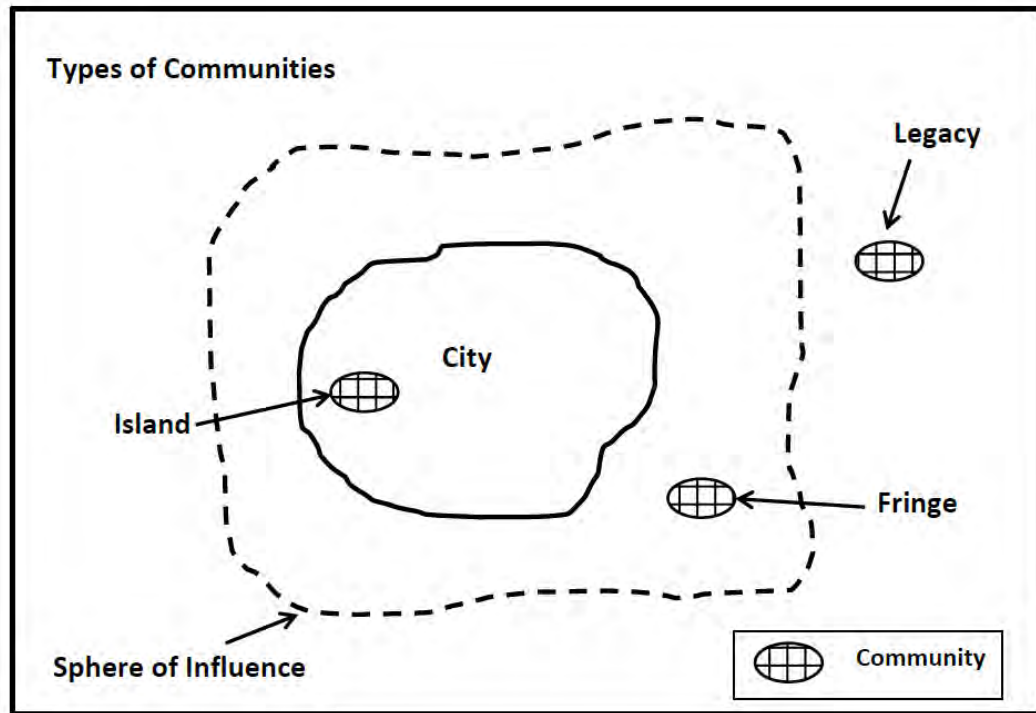 Types of Communities
Legacy
City
Island
Fringe
Sphere of Influence
Community